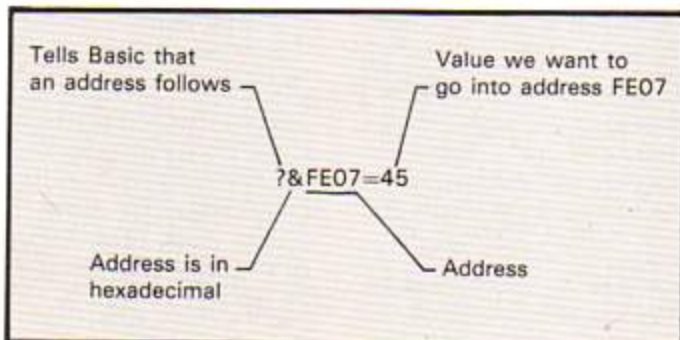 Tells Basic that
an address follows
Value we want to
go into address FE07
?&FE07=45
Address is in
hexadecimal
Address